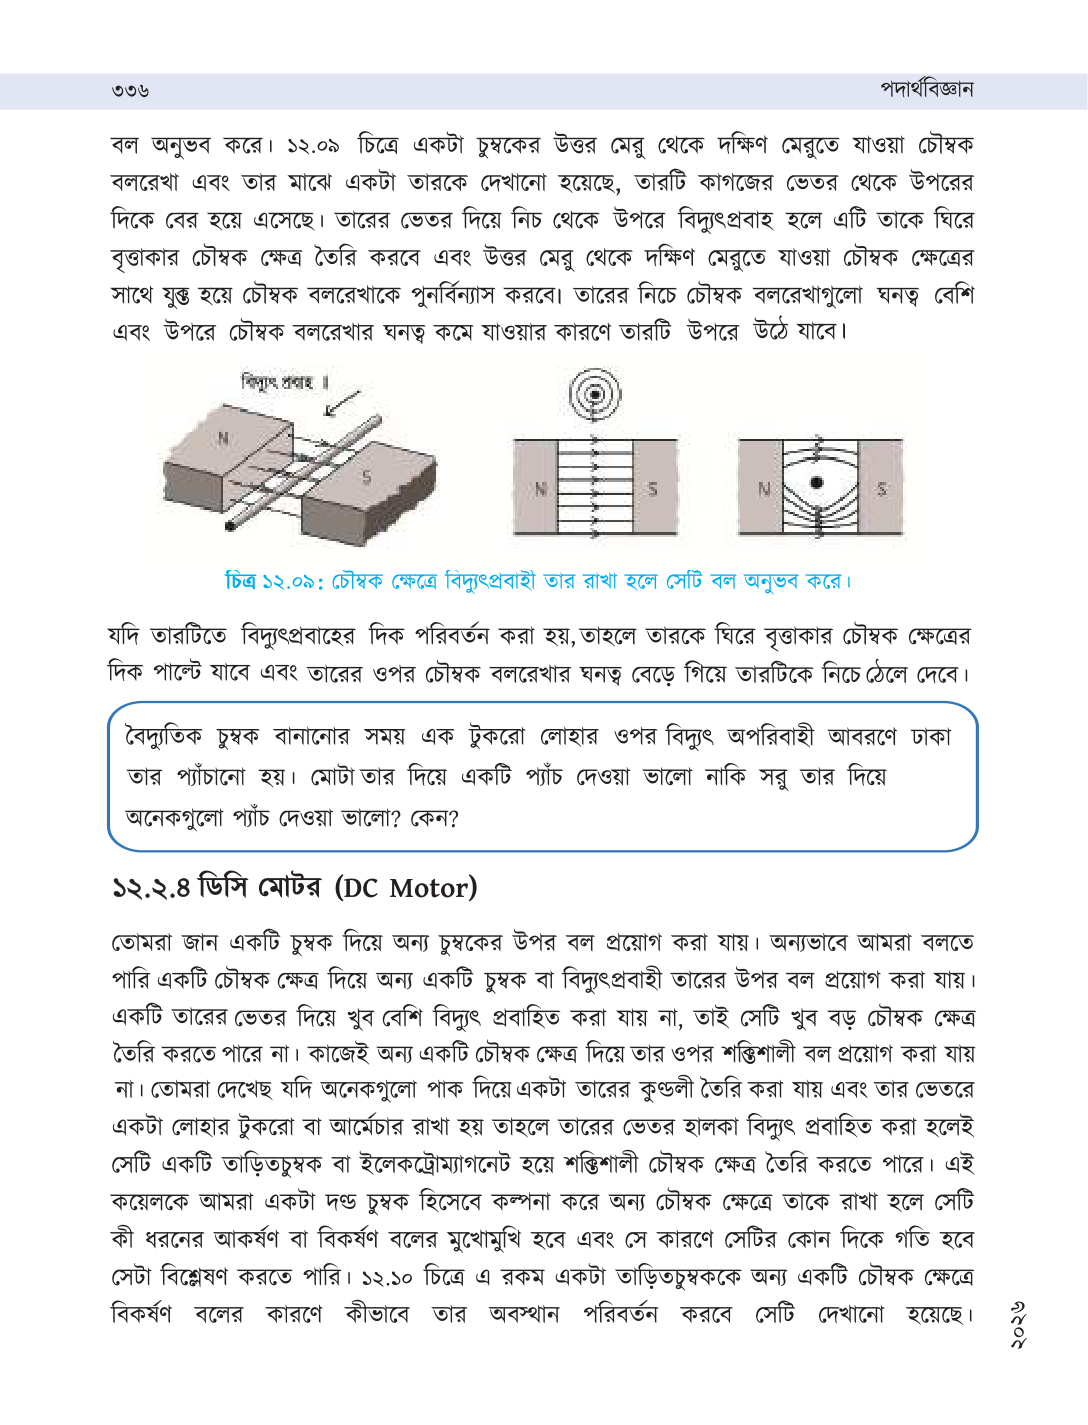 ৩৩৬ পদার্থবিজ্ঞান
বল অনুভব করে। ১২.০৯ চিত্রে একটা চুম্বকের উত্তর মেরু থেকে দক্ষিণ মেরুতে যাওয়া চৌম্বক
বলরেখা এবং তার মাঝে একটা তারকে দেখানো হয়েছে, তারটি কাগজের ভেতর থেকে উপরের
দিকে বের হয়ে এসেছে। তারের ভেতর দিয়ে নিচ থেকে উপরে বিদ্যুৎপ্রবাহ হলে এটি তাকে ঘিরে
বৃত্তাকার চৌম্বক ক্ষেত্র তৈরি করবে এবং উত্তর মেরু থেকে দক্ষিণ মেরুতে যাওয়া চৌম্বক ক্ষেত্রের
সাথে যুক্ত হয়ে চৌম্বক বলরেখাকে পুনর্বিন্যাস করবে। তারের নিচে চৌম্বক বলরেখাগুলো ঘনত্ব বেশি
এবং উপরে চৌম্বক বলরেখার ঘনত্ব কমে যাওয়ার কারণে তারটি উপরে উঠে যাবে।
বিদ্যুৎ প্রবাহ ॥
N S N S N S
চিত্র ১২.০৯: চৌম্বক ক্ষেত্রে বিদ্যুৎপ্রবাহী তার রাখা হলে সেটি বল অনুভব করে।
যদি তারটিতে বিদ্যুৎপ্রবাহের দিক পরিবর্তন করা হয়, তাহলে তারকে ঘিরে বৃত্তাকার চৌম্বক ক্ষেত্রের
দিক পাল্টে যাবে এবং তারের ওপর চৌম্বক বলরেখার ঘনত্ব বেড়ে গিয়ে তারটিকে নিচে ঠেলে দেবে।
বৈদ্যুতিক চুম্বক বানানোর সময় এক টুকরো লোহার ওপর বিদ্যুৎ অপরিবাহী আবরণে ঢাকা
তার প্যাঁচানো হয়। মোটা তার দিয়ে একটি প্যাঁচ দেওয়া ভালো নাকি সরু তার দিয়ে
অনেকগুলো প্যাঁচ দেওয়া ভালো? কেন?
১২.২.৪ ডিসি মোটর (DC Motor)
তোমরা জান একটি চুম্বক দিয়ে অন্য চুম্বকের উপর বল প্রয়োগ করা যায়। অন্যভাবে আমরা বলতে
পারি একটি চৌম্বক ক্ষেত্র দিয়ে অন্য একটি চুম্বক বা বিদ্যুৎপ্রবাহী তারের উপর বল প্রয়োগ করা যায়।
একটি তারের ভেতর দিয়ে খুব বেশি বিদ্যুৎ প্রবাহিত করা যায় না, তাই সেটি খুব বড় চৌম্বক ক্ষেত্র
তৈরি করতে পারে না। কাজেই অন্য একটি চৌম্বক ক্ষেত্র দিয়ে তার ওপর শক্তিশালী বল প্রয়োগ করা যায়
না। তোমরা দেখেছ যদি অনেকগুলো পাক দিয়ে একটা তারের কুণ্ডলী তৈরি করা যায় এবং তার ভেতরে
একটা লোহার টুকরো বা আর্মেচার রাখা হয় তাহলে তারের ভেতর হালকা বিদ্যুৎ প্রবাহিত করা হলেই
সেটি একটি তাড়িতচুম্বক বা ইলেকট্রোম্যাগনেট হয়ে শক্তিশালী চৌম্বক ক্ষেত্র তৈরি করতে পারে। এই
কয়েলকে আমরা একটা দণ্ড চুম্বক হিসেবে কল্পনা করে অন্য চৌম্বক ক্ষেত্রে তাকে রাখা হলে সেটি
কী ধরনের আকর্ষণ বা বিকর্ষণ বলের মুখোমুখি হবে এবং সে কারণে সেটির কোন দিকে গতি হবে
সেটা বিশ্লেষণ করতে পারি। ১২.১০ চিত্রে এ রকম একটা তাড়িতচুম্বককে অন্য একটি চৌম্বক ক্ষেত্রে
বিকর্ষণ বলের কারণে কীভাবে তার অবস্থান পরিবর্তন করবে সেটি দেখানো হয়েছে।
২০২৬